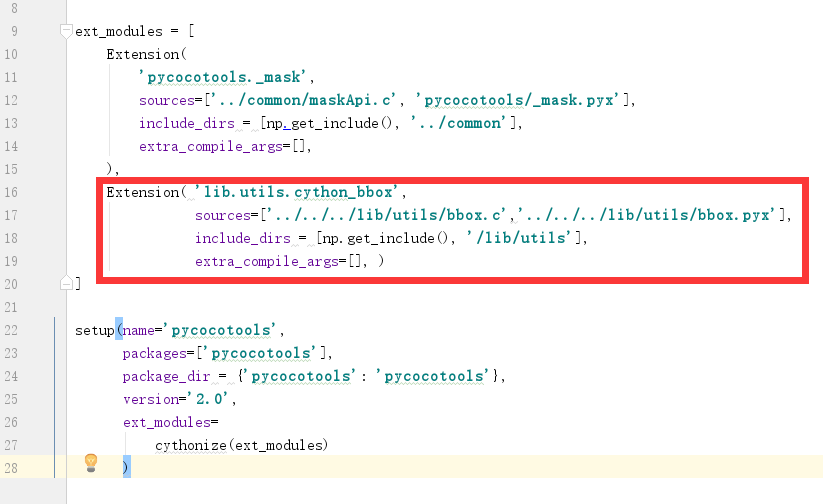 8
9 ext_modules = [
10 Extension(
11 'pycocotools._mask',
12 sources=['../common/maskApi.c', 'pycocotools/_mask.pyx'],
13 include_dirs = [np.get_include(), '../common'],
14 extra_compile_args=[],
15 ),
16 Extension( 'lib.utils.cython_bbox',
17 sources=['../../../lib/utils/bbox.c','../../../lib/utils/bbox.pyx'],
18 include_dirs = [np.get_include(), '/lib/utils'],
19 extra_compile_args=[], )
20 ]
21
22 setup(name='pycocotools',
23 packages=['pycocotools'],
24 package_dir = {'pycocotools': 'pycocotools'},
25 version='2.0',
26 ext_modules=
27 cythonize(ext_modules)
28 )